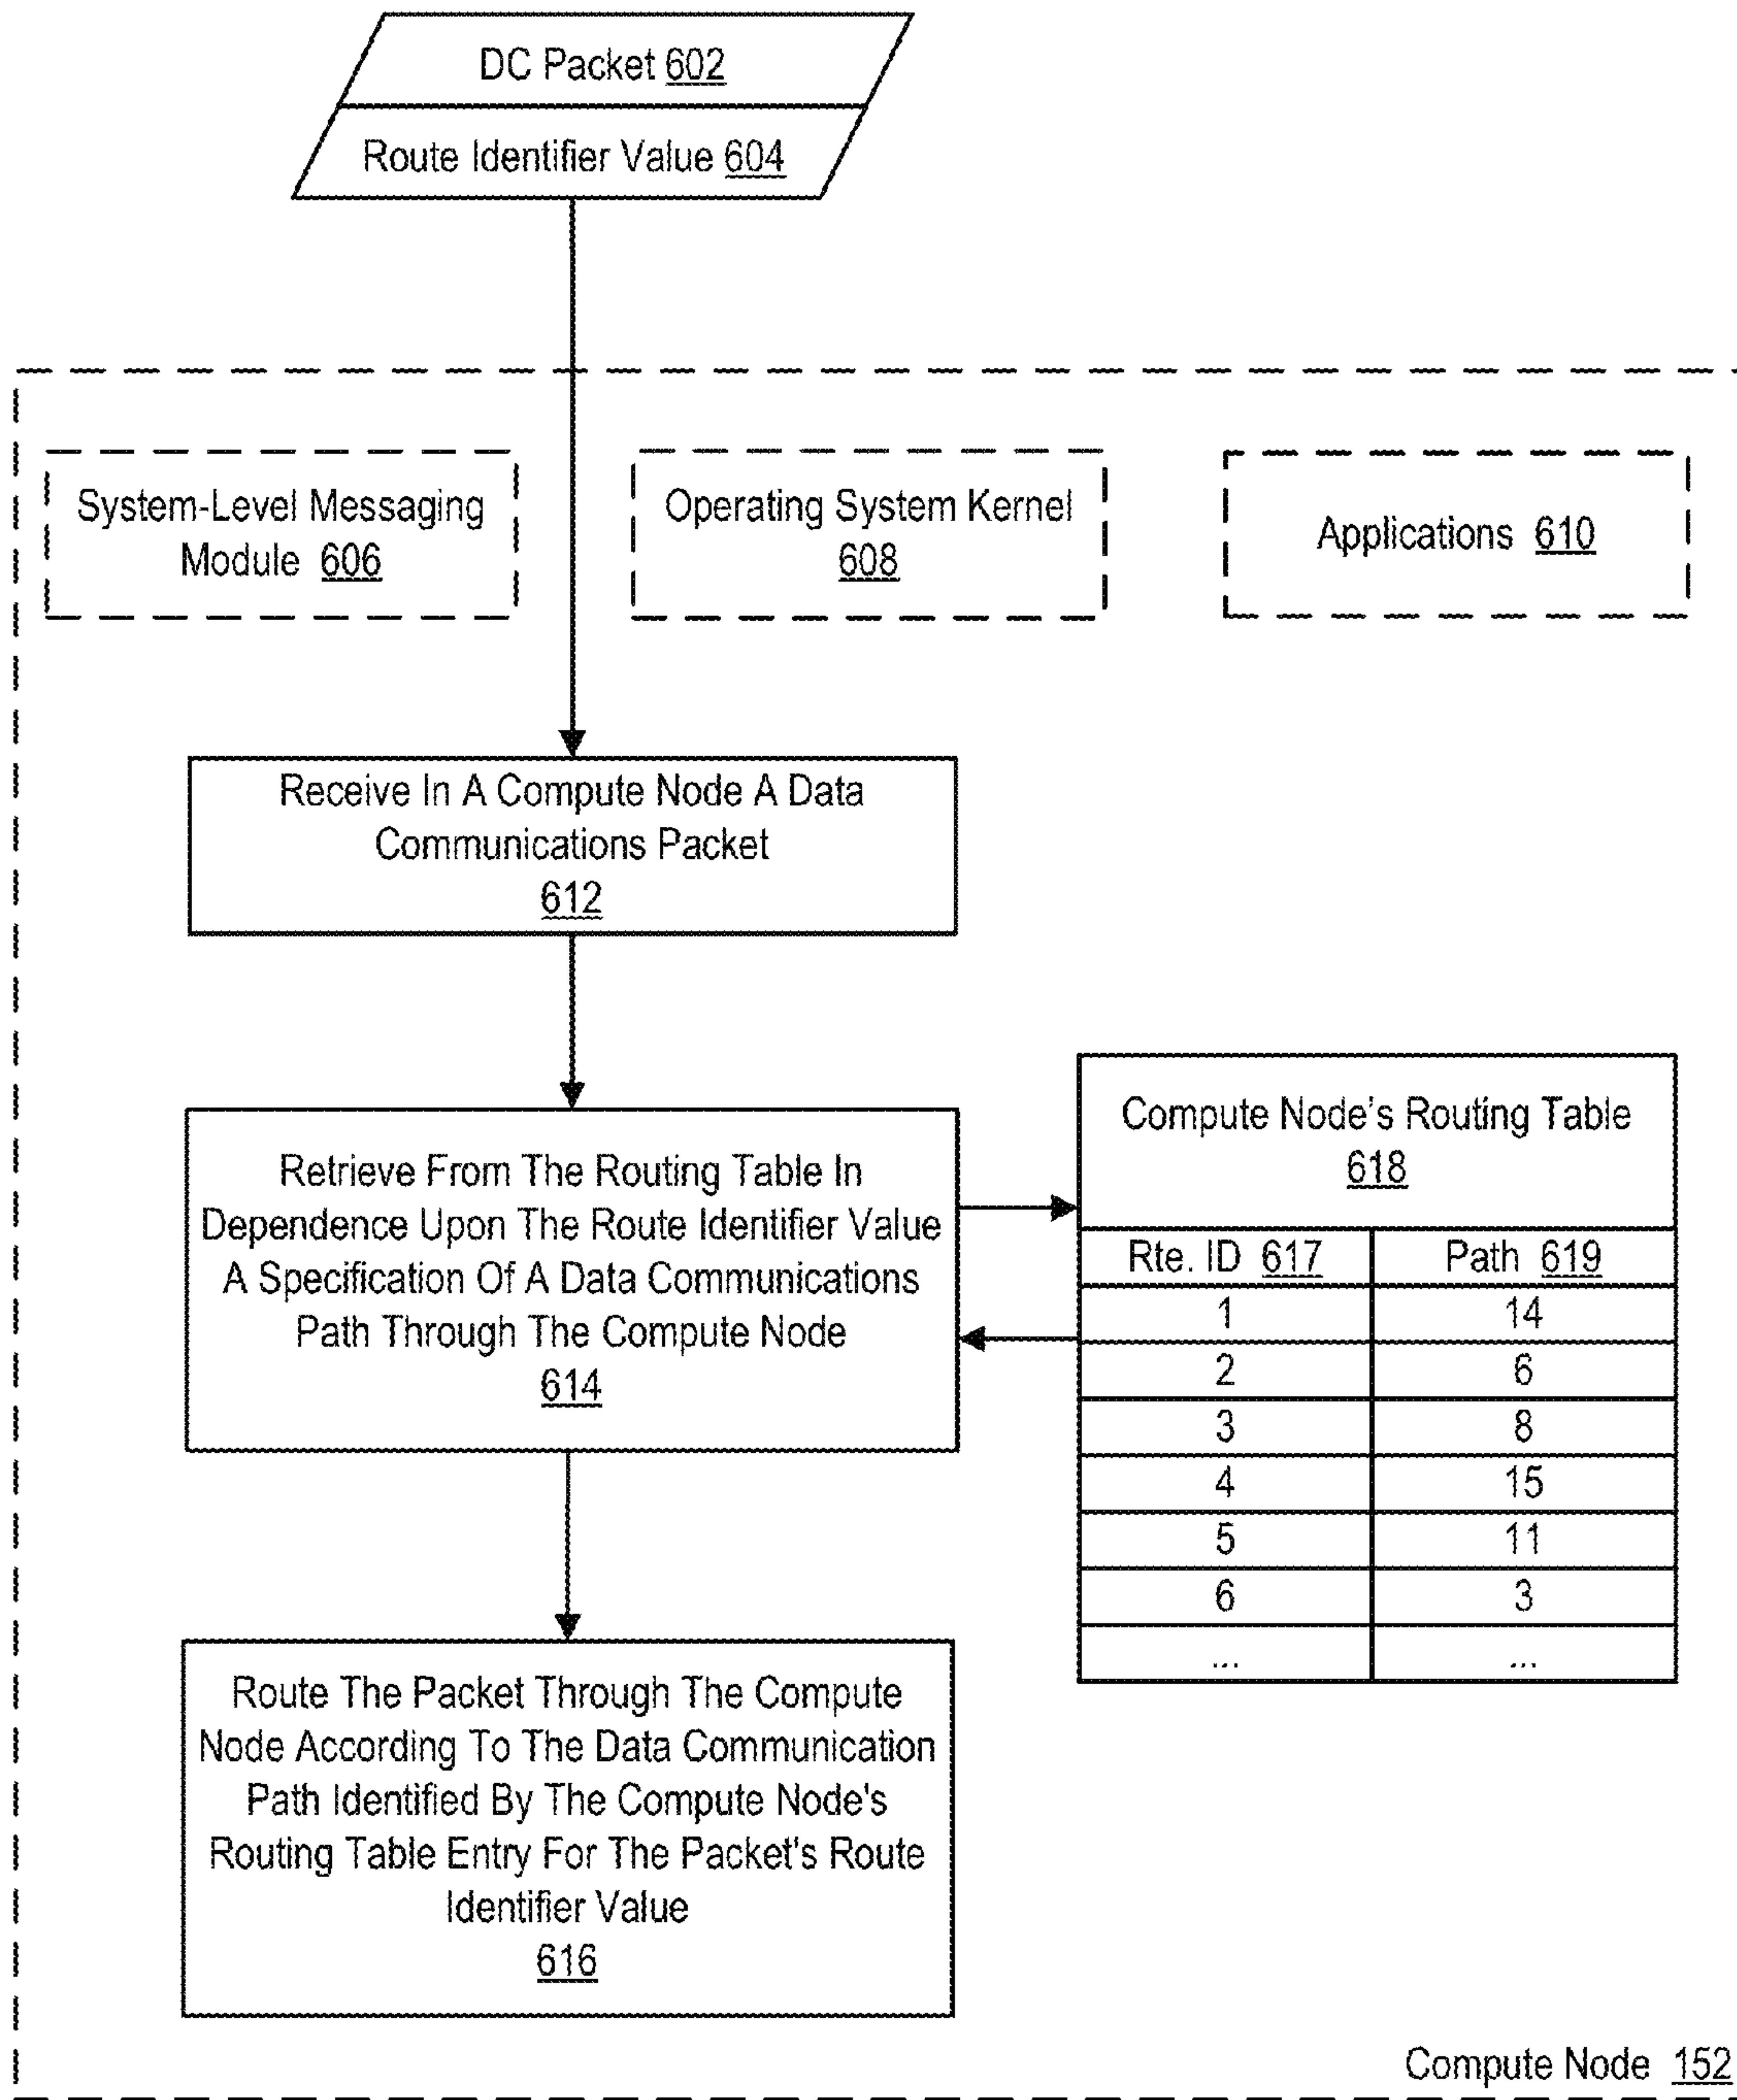 DC Packet 602
Route Identifier Value 604
System-Level Messaging
Module 606
Operating System Kernel
608
Applications 610
Receive In A Compute Node A Data
Communications Packet
612
Retrieve From The Routing Table In
Dependence Upon The Route Identifier Value
A Specification Of A Data Communications
Path Through The Compute Node
614
Compute Node's Routing Table
618
Rte. ID 617 Path 619
1 14
2 6
3 8
4 15
5 11
6 3
... ...
Route The Packet Through The Compute
Node According To The Data Communication
Path Identified By The Compute Node's
Routing Table Entry For The Packet's Route
Identifier Value
616
Compute Node 152